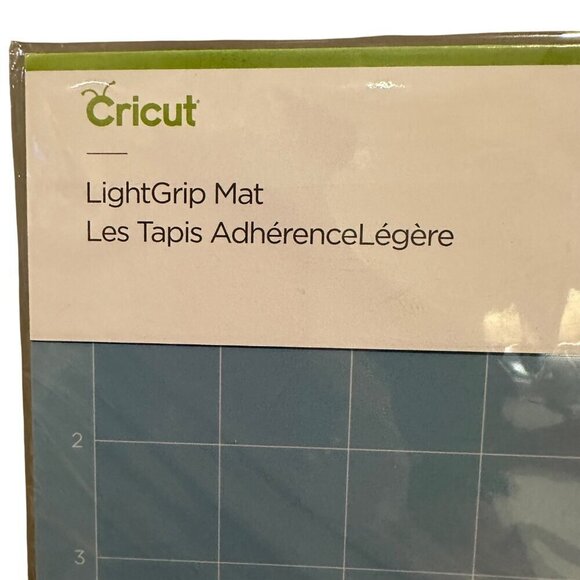 Cricut
LightGrip Mat
Les Tapis AdhérenceLégère
2
3